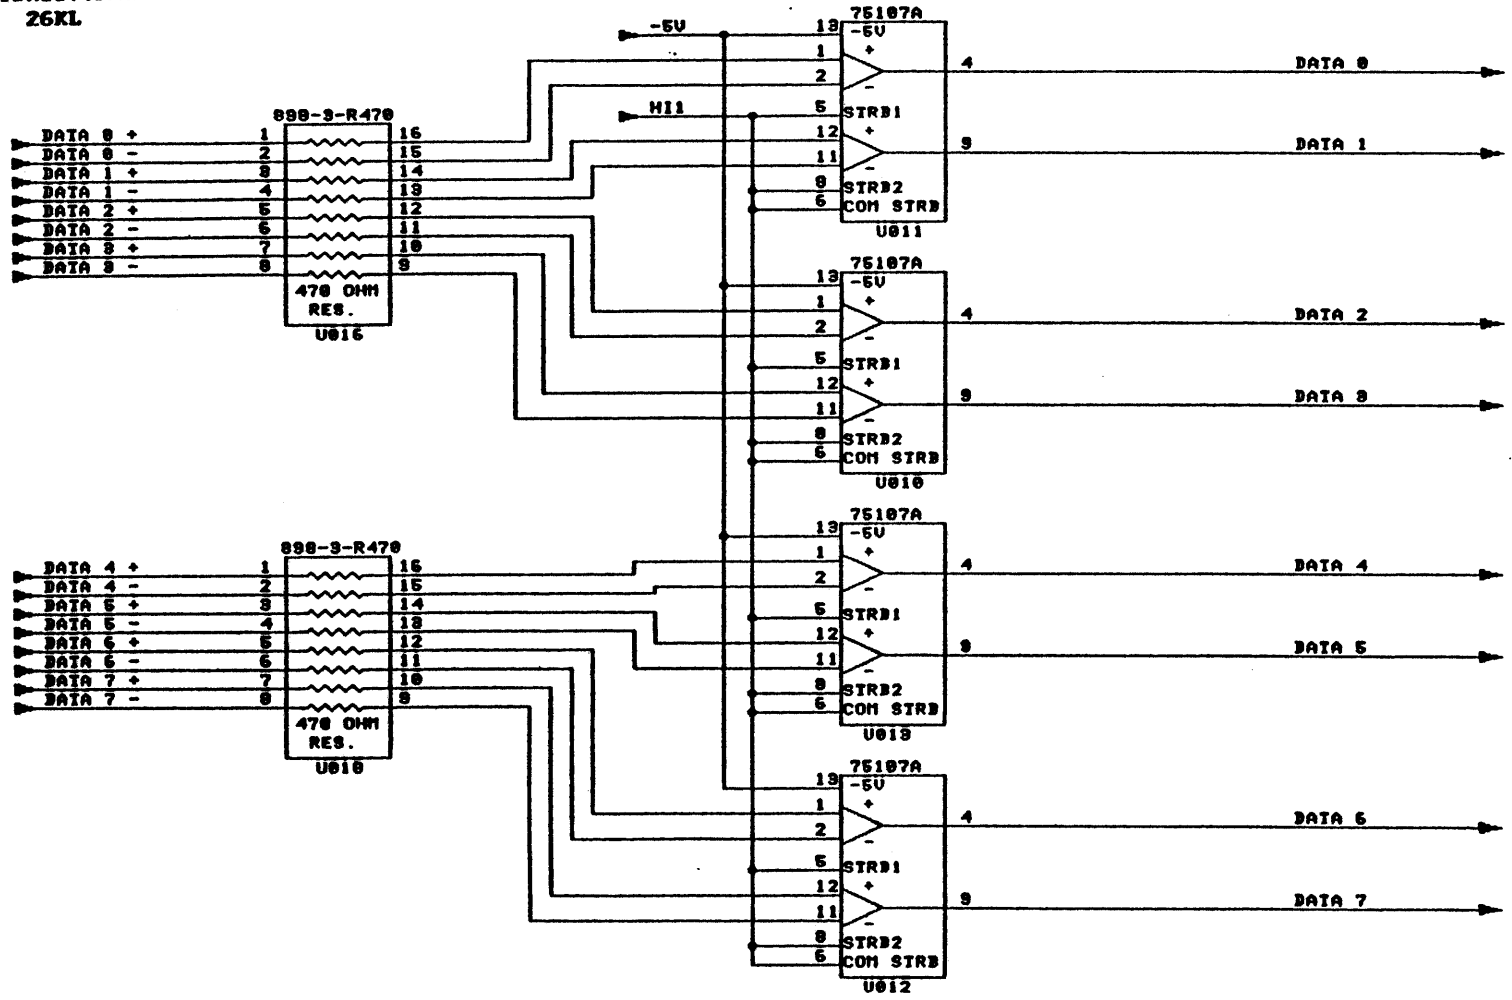 26KL
-5V
HI1
898-3-R470
DATA 0 + 1 16
DATA 0 - 2 15
DATA 1 + 3 14
DATA 1 - 4 13
DATA 2 + 5 12
DATA 2 - 6 11
DATA 3 + 7 10
DATA 3 - 8 9
470 OHM
RES.
U016
75107A
13 -5V
1 +
4 DATA 0
2 -
5 STRB1
12 +
9 DATA 1
11 -
8 STRB2
6 COM STRB
U011
75107A
13 -5V
1 +
4 DATA 2
2 -
5 STRB1
12 +
9 DATA 3
11 -
8 STRB2
6 COM STRB
U010
898-3-R470
DATA 4 + 1 16
DATA 4 - 2 15
DATA 5 + 3 14
DATA 5 - 4 13
DATA 6 + 5 12
DATA 6 - 6 11
DATA 7 + 7 10
DATA 7 - 8 9
470 OHM
RES.
U018
75107A
13 -5V
1 +
4 DATA 4
2 -
5 STRB1
12 +
9 DATA 5
11 -
8 STRB2
6 COM STRB
U013
75107A
13 -5V
1 +
4 DATA 6
2 -
5 STRB1
12 +
9 DATA 7
11 -
8 STRB2
6 COM STRB
U012